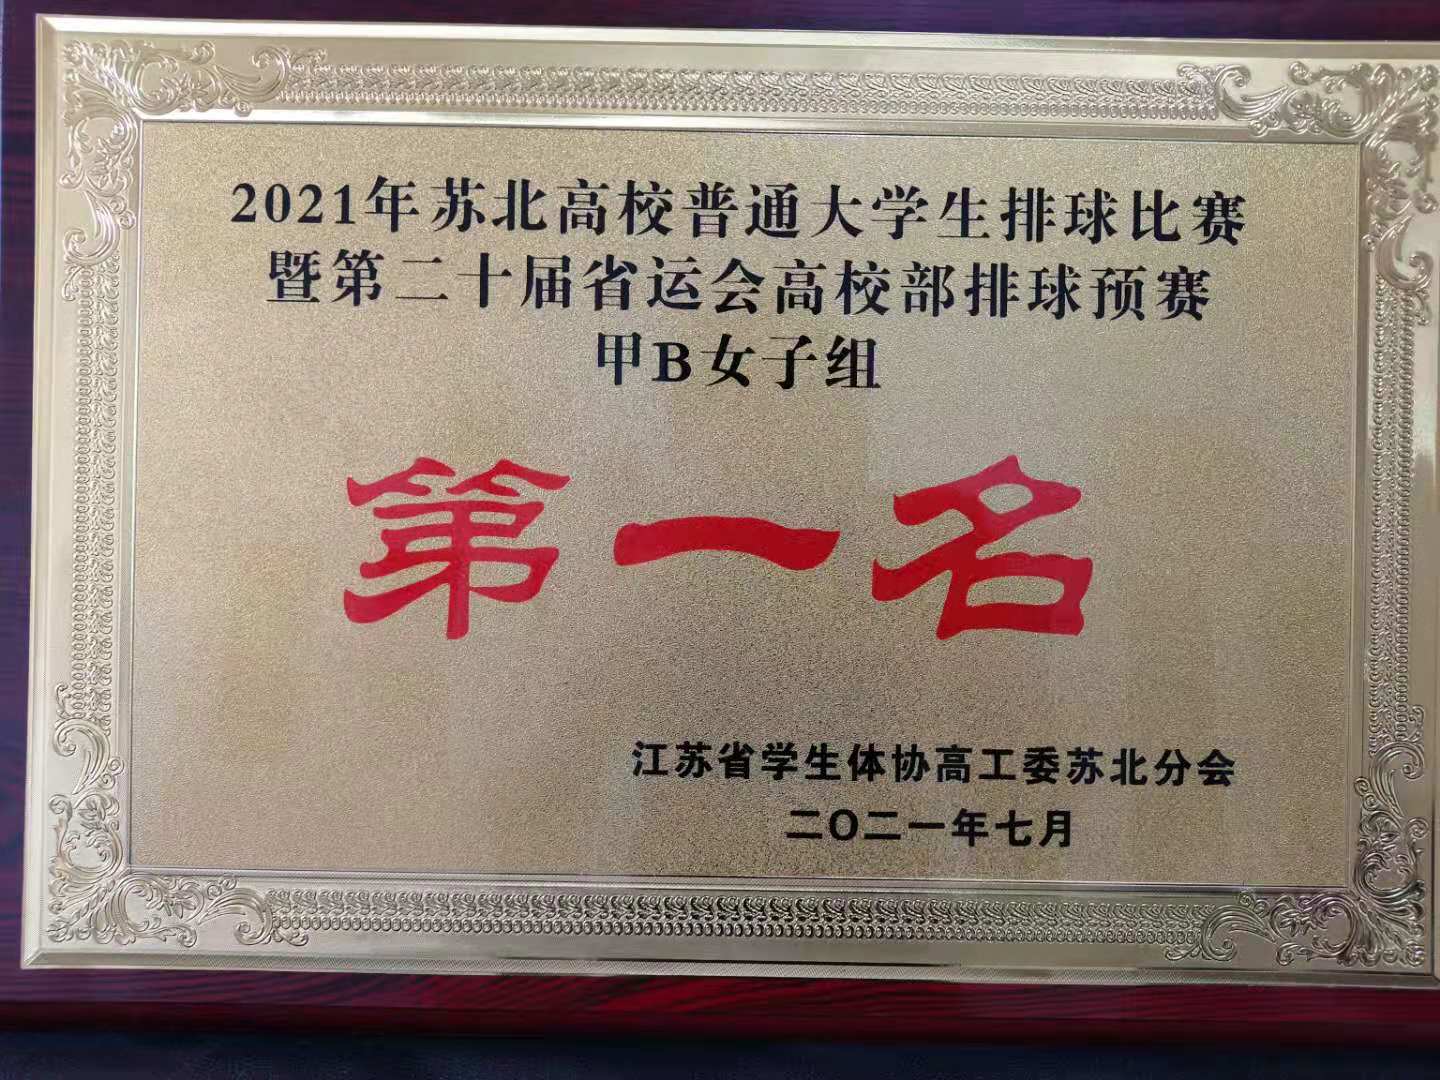 2021年苏北高校普通大学生排球比赛
暨第二十届省运会高校部排球预赛
甲B女子组
第一名
江苏省学生体协高工委苏北分会
二〇二一年七月